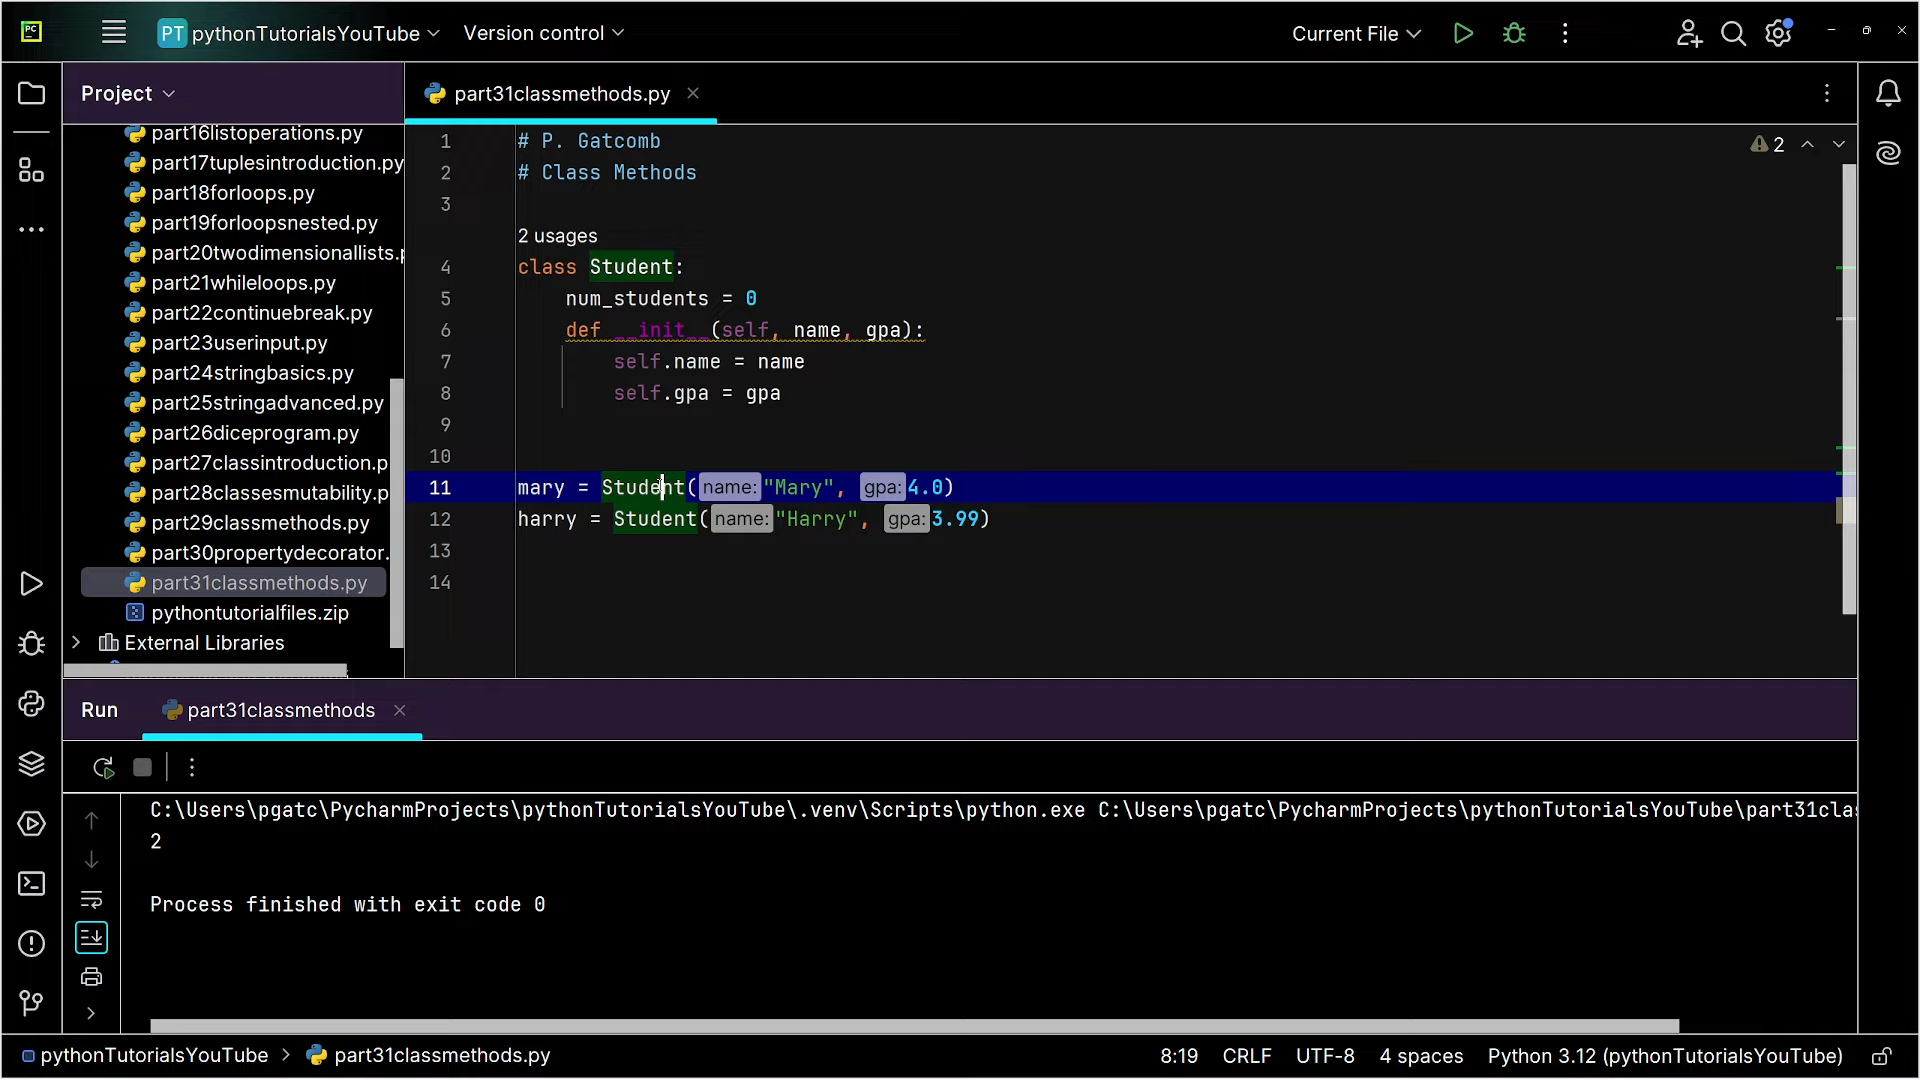 PC
PT pythonTutorialsYouTube
Version control
Current File
Project
part31classmethods.py
part16listoperations.py
part17tuplesintroduction.py
part18forloops.py
part19forloopsnested.py
part20twodimensionallists.p
part21whileloops.py
part22continuebreak.py
part23userinput.py
part24stringbasics.py
part25stringadvanced.py
part26diceprogram.py
part27classintroduction.p
part28classesmutability.p
part29classmethods.py
part30propertydecorator.
part31classmethods.py
pythontutorialfiles.zip
External Libraries
1 # P. Gatcomb
2 # Class Methods
3
2 usages
4 class Student:
5 num_students = 0
6 def __init__(self, name, gpa):
7 self.name = name
8 self.gpa = gpa
9
10
11 mary = Student(name: "Mary", gpa: 4.0)
12 harry = Student(name: "Harry", gpa: 3.99)
13
14
2
Run
part31classmethods
C:\Users\pgatc\PycharmProjects\pythonTutorialsYouTube\.venv\Scripts\python.exe C:\Users\pgatc\PycharmProjects\pythonTutorialsYouTube\part31clas
2
Process finished with exit code 0
pythonTutorialsYouTube > part31classmethods.py
8:19 CRLF UTF-8 4 spaces Python 3.12 (pythonTutorialsYouTube)